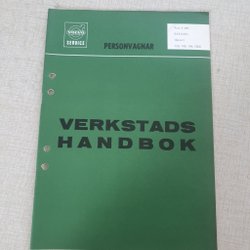 VOLVO
SERVICE
PERSONVAGNAR
VERKSTADS
HANDBOK